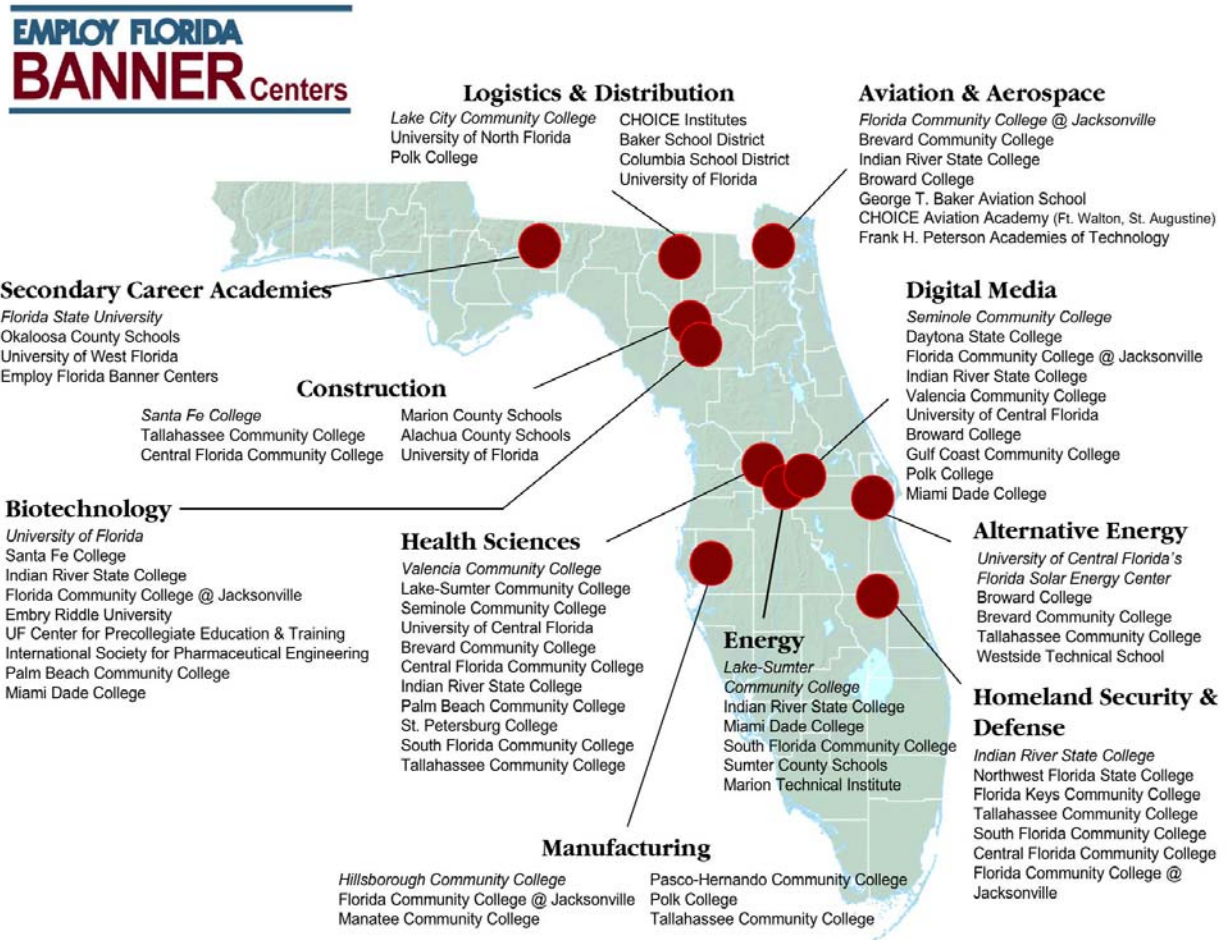 EMPLOY FLORIDA
BANNER Centers
Logistics & Distribution
Lake City Community College
University of North Florida
Polk College
CHOICE Institutes
Baker School District
Columbia School District
University of Florida
Aviation & Aerospace
Florida Community College @ Jacksonville
Brevard Community College
Indian River State College
Broward College
George T. Baker Aviation School
CHOICE Aviation Academy (Ft. Walton, St. Augustine)
Frank H. Peterson Academies of Technology
Secondary Career Academies
Florida State University
Okaloosa County Schools
University of West Florida
Employ Florida Banner Centers
Digital Media
Seminole Community College
Daytona State College
Florida Community College @ Jacksonville
Indian River State College
Valencia Community College
University of Central Florida
Broward College
Gulf Coast Community College
Polk College
Miami Dade College
Construction
Santa Fe College
Tallahassee Community College
Central Florida Community College
Marion County Schools
Alachua County Schools
University of Florida
Biotechnology
University of Florida
Santa Fe College
Indian River State College
Florida Community College @ Jacksonville
Embry Riddle University
UF Center for Precollegiate Education & Training
International Society for Pharmaceutical Engineering
Palm Beach Community College
Miami Dade College
Health Sciences
Valencia Community College
Lake-Sumter Community College
Seminole Community College
University of Central Florida
Brevard Community College
Central Florida Community College
Indian River State College
Palm Beach Community College
St. Petersburg College
South Florida Community College
Tallahassee Community College
Energy
Lake-Sumter
Community College
Indian River State College
Miami Dade College
South Florida Community College
Sumter County Schools
Marion Technical Institute
Alternative Energy
University of Central Florida's
Florida Solar Energy Center
Broward College
Brevard Community College
Tallahassee Community College
Westside Technical School
Homeland Security &
Defense
Indian River State College
Northwest Florida State College
Florida Keys Community College
Tallahassee Community College
South Florida Community College
Central Florida Community College
Florida Community College @
Jacksonville
Manufacturing
Hillsborough Community College
Florida Community College @ Jacksonville
Manatee Community College
Pasco-Hernando Community College
Polk College
Tallahassee Community College